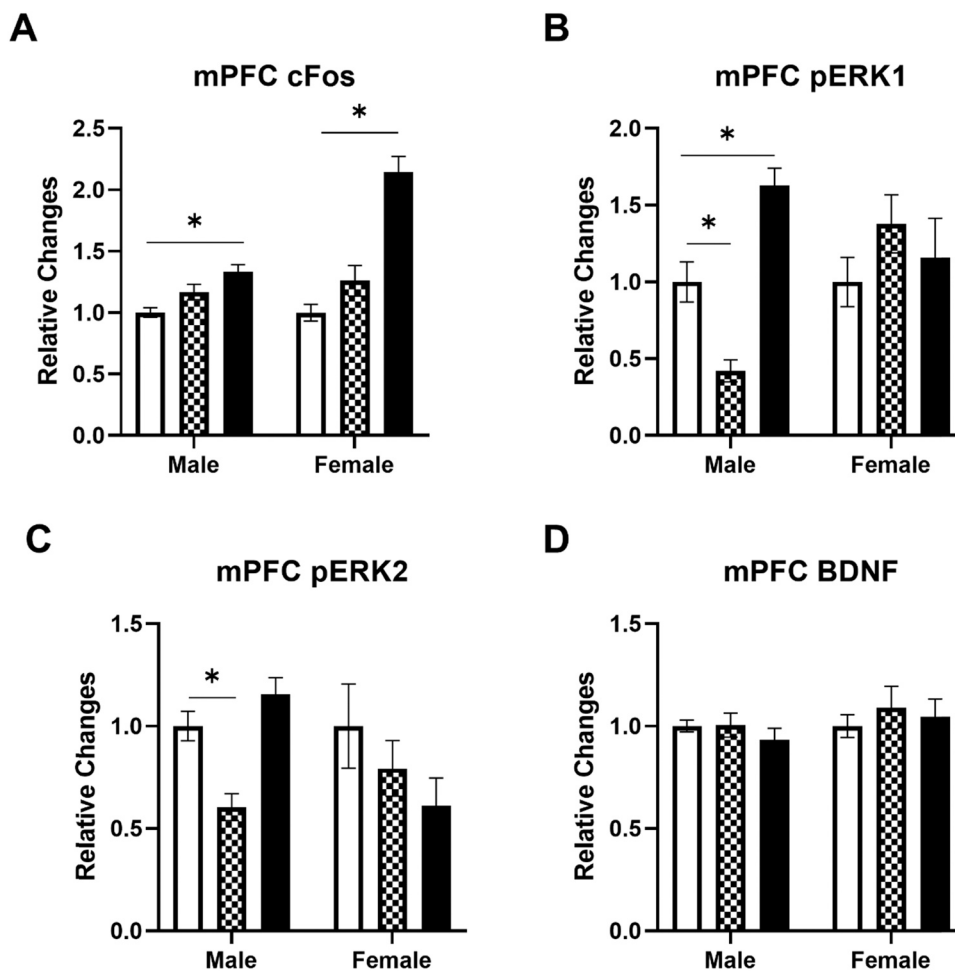 A
mPFC cFos
Relative Changes
2.5
2.0
1.5
1.0
0.5
0.0
*
*
Male
Female
B
mPFC pERK1
Relative Changes
2.0
1.5
1.0
0.5
0.0
*
*
Male
Female
C
mPFC pERK2
Relative Changes
1.5
1.0
0.5
0.0
*
Male
Female
D
mPFC BDNF
Relative Changes
1.5
1.0
0.5
0.0
Male
Female